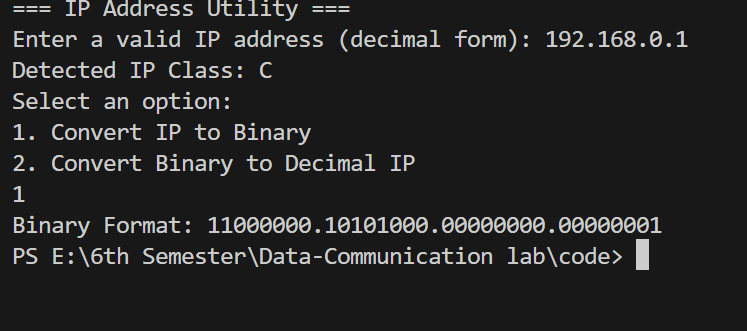 === IP Address Utility ===
Enter a valid IP address (decimal form): 192.168.0.1
Detected IP Class: C
Select an option:
1. Convert IP to Binary
2. Convert Binary to Decimal IP
1
Binary Format: 11000000.10101000.00000000.00000001
PS E:\6th Semester\Data-Communication lab\code>